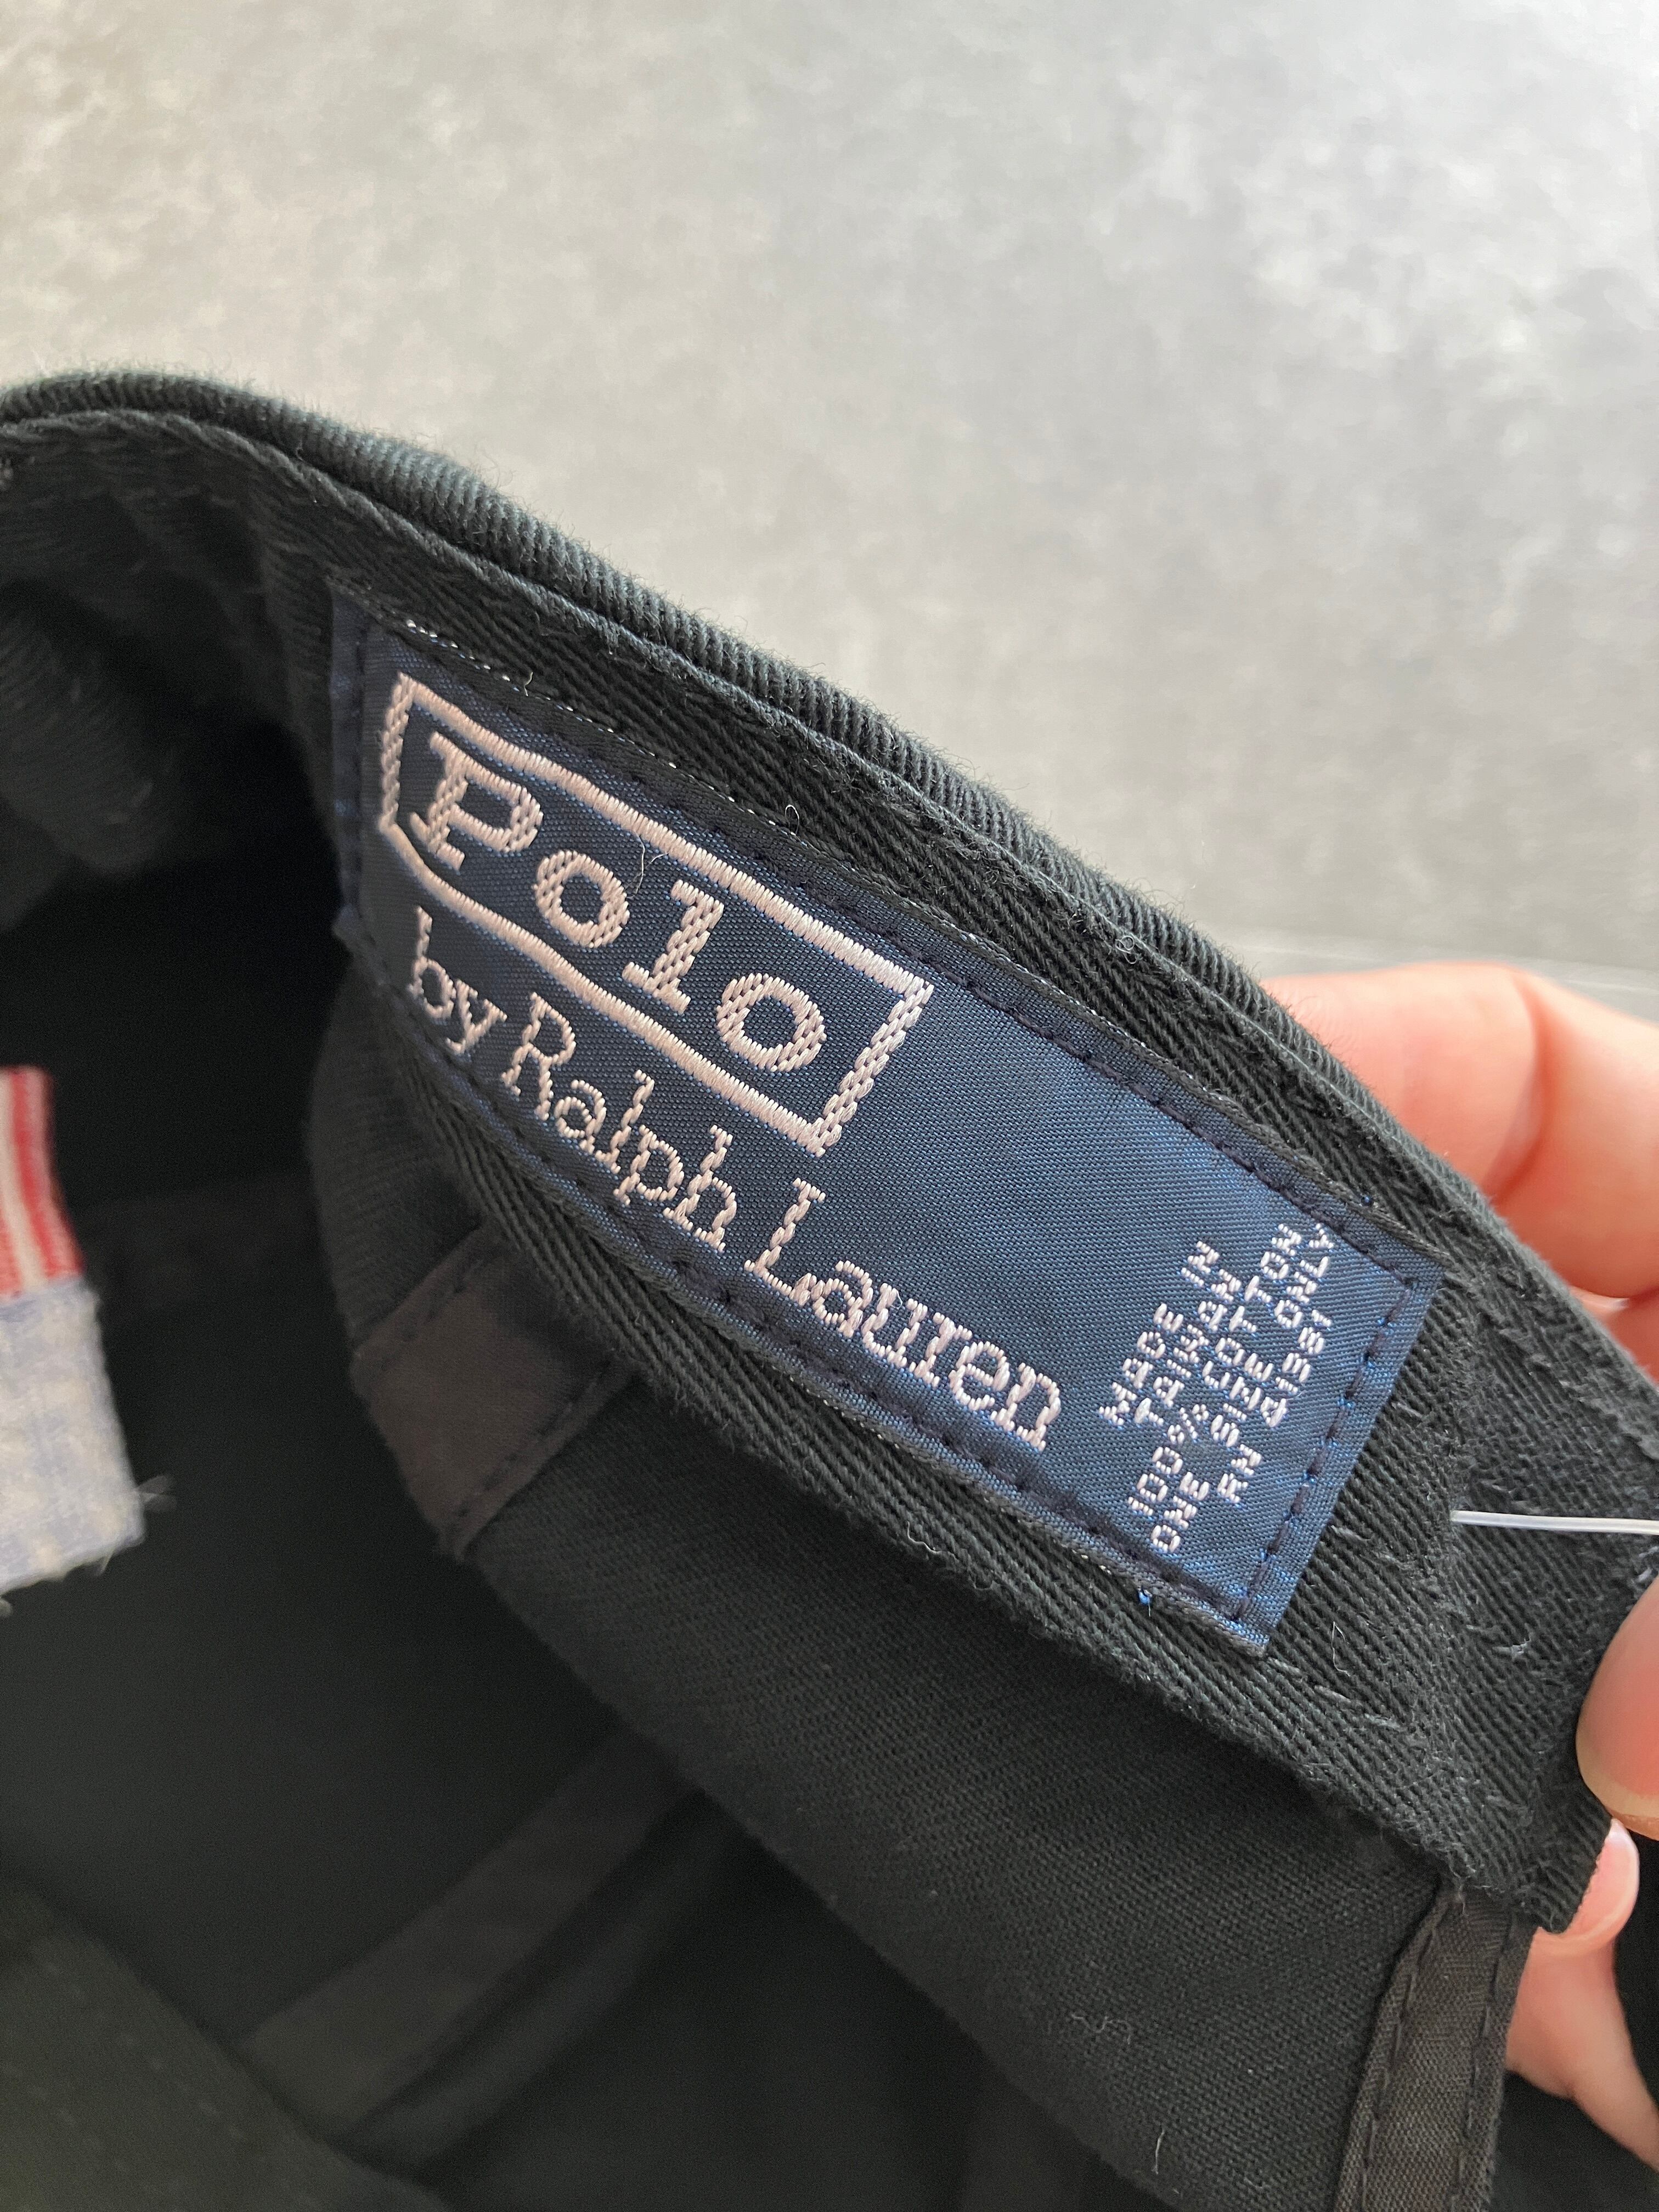 Polo
by Ralph Lauren
MADE IN
TAIWAN
100% COTTON
ONE SIZE ONLY
RN 41381